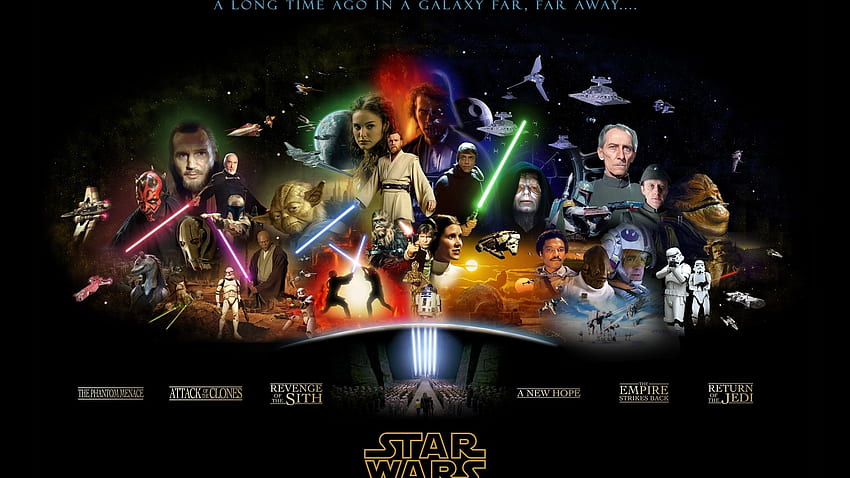 A LONG TIME AGO IN A GALAXY FAR, FAR AWAY....
THE PHANTOM MENACE
ATTACK OF THE CLONES
REVENGE
OF THE SITH
A NEW HOPE
THE
EMPIRE
STRIKES BACK
RETURN
OF THE JEDI
STAR
WARS